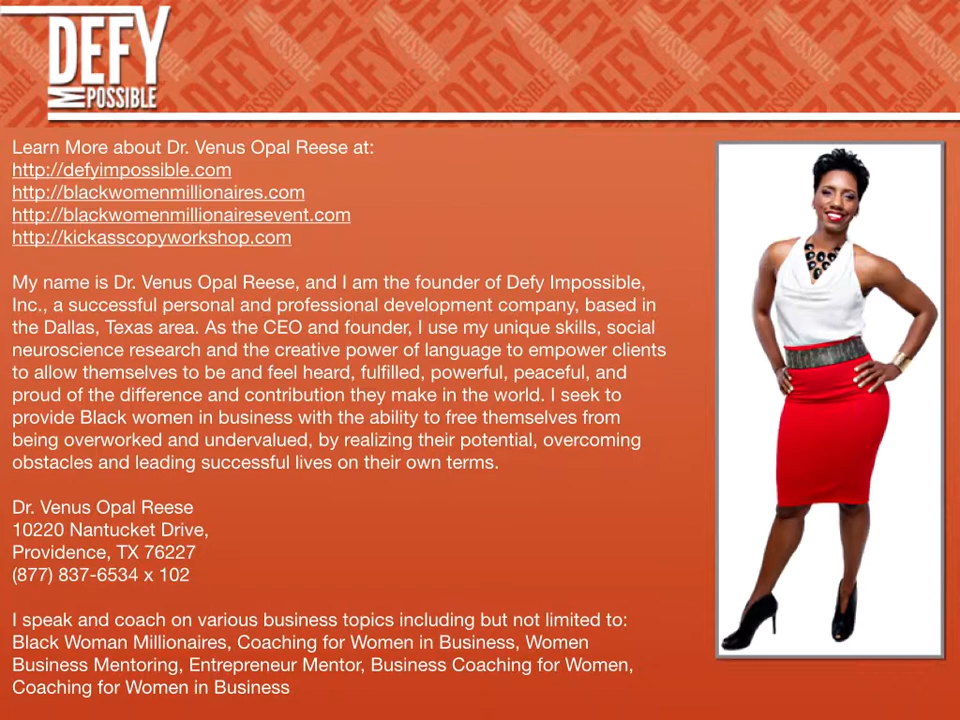 DEFY
IMPOSSIBLE
Learn More about Dr. Venus Opal Reese at:
http://defyimpossible.com
http://blackwomenmillionaires.com
http://blackwomenmillionairesevent.com
http://kickasscopyworkshop.com
My name is Dr. Venus Opal Reese, and I am the founder of Defy Impossible,
Inc., a successful personal and professional development company, based in
the Dallas, Texas area. As the CEO and founder, I use my unique skills, social
neuroscience research and the creative power of language to empower clients
to allow themselves to be and feel heard, fulfilled, powerful, peaceful, and
proud of the difference and contribution they make in the world. I seek to
provide Black women in business with the ability to free themselves from
being overworked and undervalued, by realizing their potential, overcoming
obstacles and leading successful lives on their own terms.
Dr. Venus Opal Reese
10220 Nantucket Drive,
Providence, TX 76227
(877) 837-6534 x 102
I speak and coach on various business topics including but not limited to:
Black Woman Millionaires, Coaching for Women in Business, Women
Business Mentoring, Entrepreneur Mentor, Business Coaching for Women,
Coaching for Women in Business